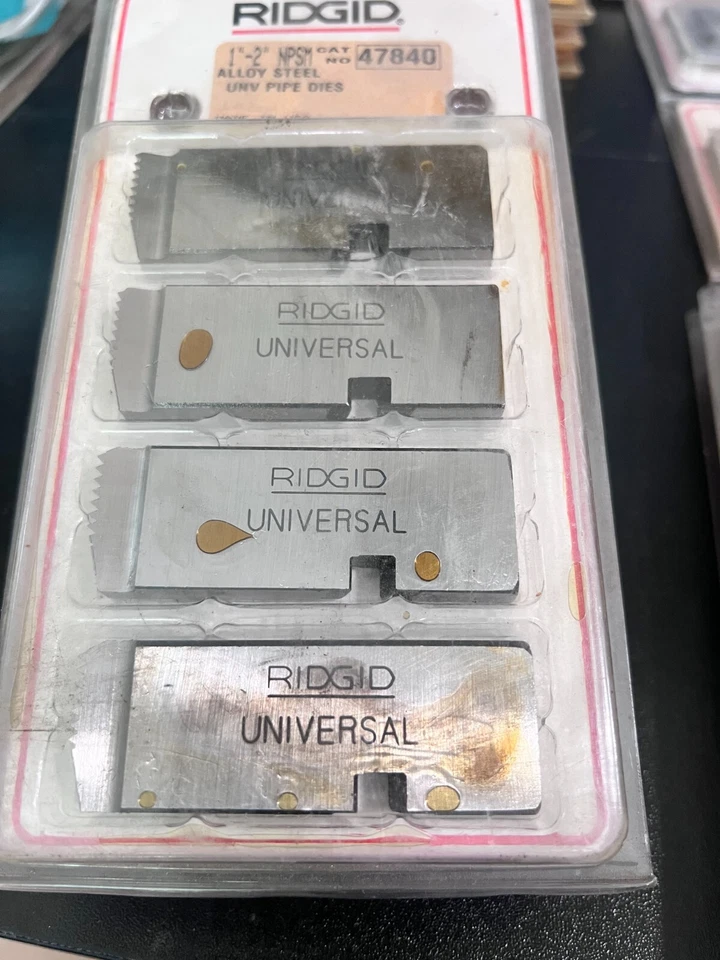 RIDGID®
1"-2" NPSM CAT NO 47840
ALLOY STEEL
UNV PIPE DIES
RIDGID
UNIVERSAL
RIDGID
UNIVERSAL
RIDGID
UNIVERSAL